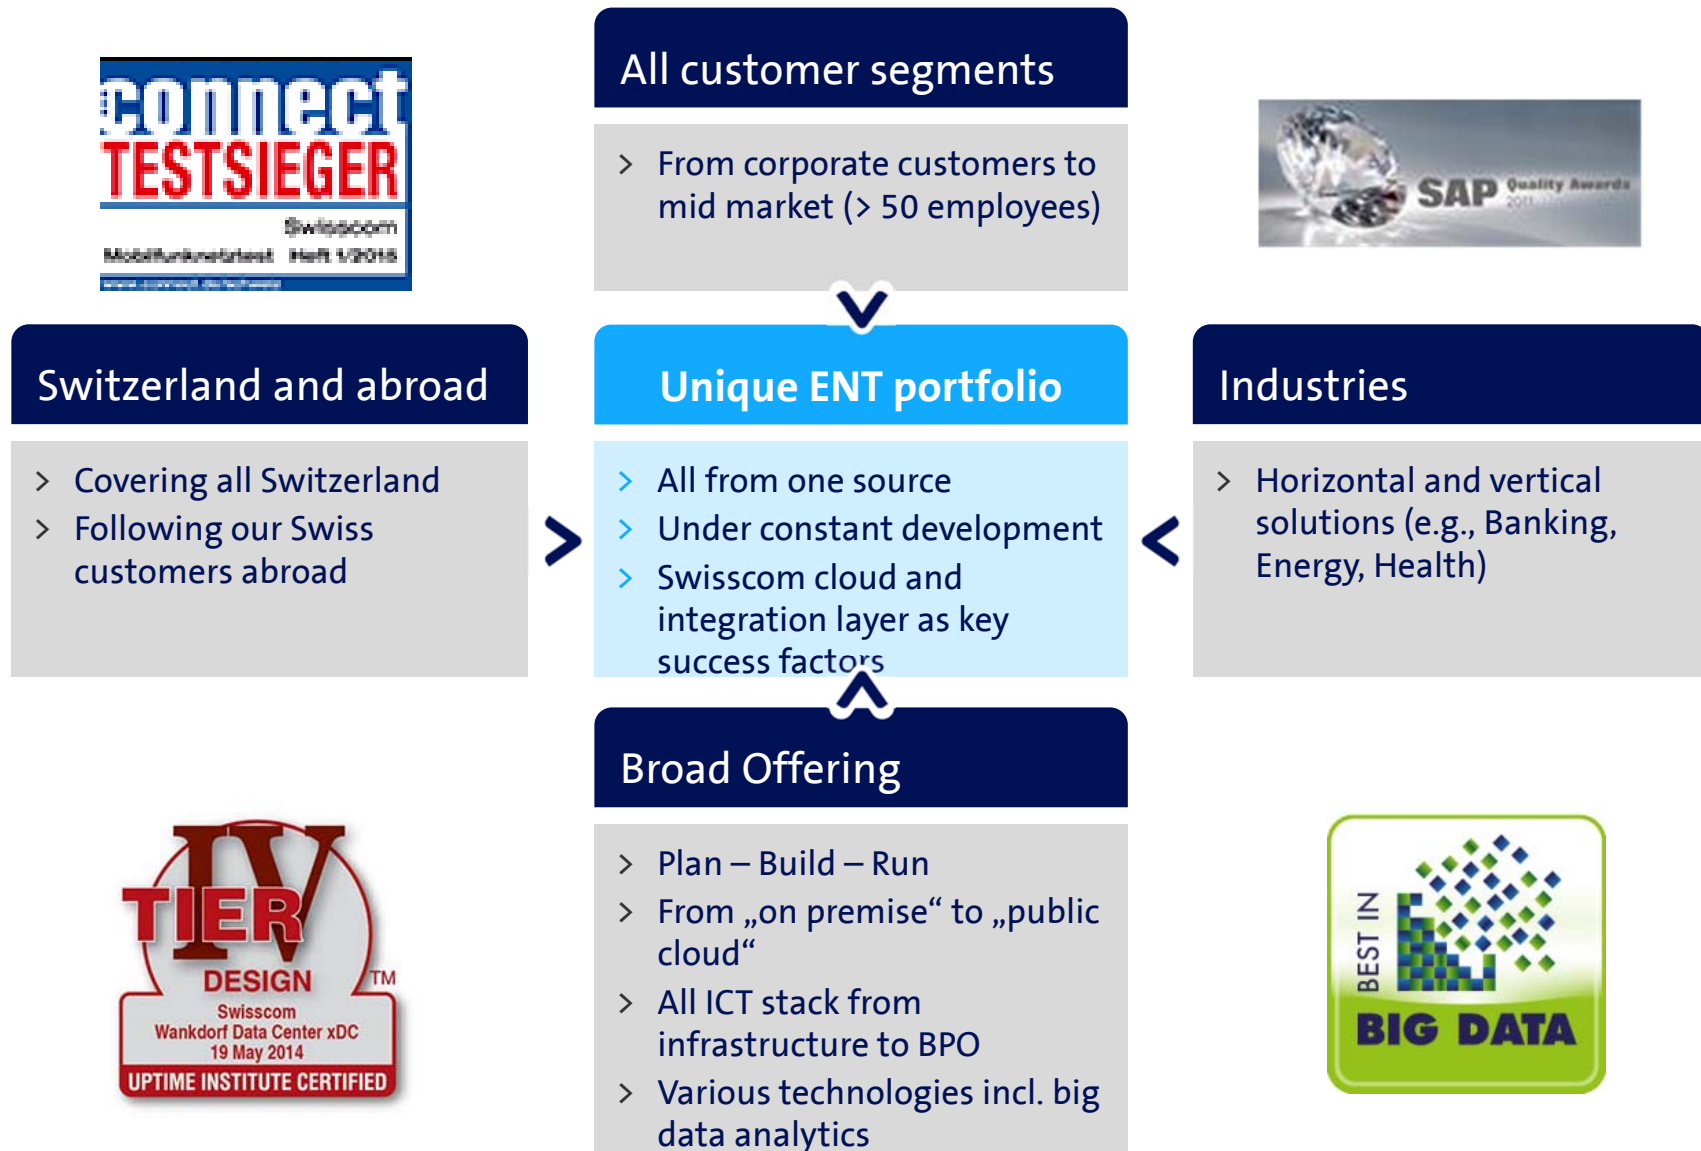 connect
TESTSIEGER
Swisscom
Mobilfunknetztest Heft 1/2015
All customer segments
> From corporate customers to
mid market (> 50 employees)
SAP Quality Awards
2011
Switzerland and abroad
> Covering all Switzerland
> Following our Swiss
customers abroad
Unique ENT portfolio
> All from one source
> Under constant development
> Swisscom cloud and
integration layer as key
success factors
Industries
> Horizontal and vertical
solutions (e.g., Banking,
Energy, Health)
Broad Offering
> Plan – Build – Run
> From „on premise“ to „public
cloud“
> All ICT stack from
infrastructure to BPO
> Various technologies incl. big
data analytics
IV
TIER
DESIGN
TM
Swisscom
Wankdorf Data Center xDC
19 May 2014
UPTIME INSTITUTE CERTIFIED
BEST IN
BIG DATA